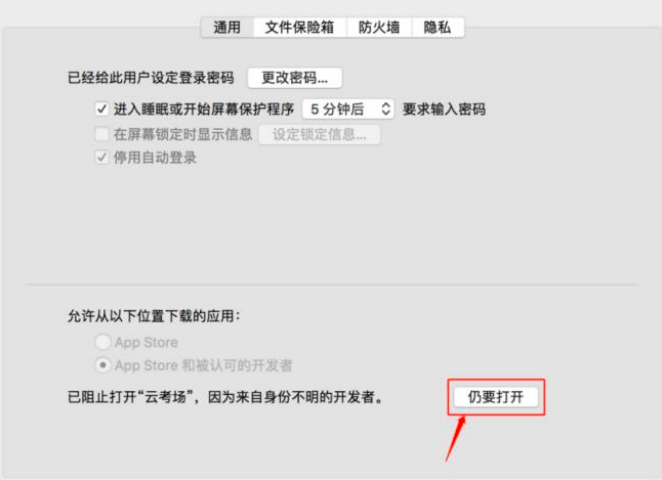 通用 文件保险箱 防火墙 隐私
已经给此用户设定登录密码 更改密码...
进入睡眠或开始屏幕保护程序 5 分钟后 要求输入密码
在屏幕锁定时显示信息 设定锁定信息...
停用自动登录
允许从以下位置下载的应用：
App Store
App Store 和被认可的开发者
已阻止打开“云考场”，因为来自身份不明的开发者。 仍要打开